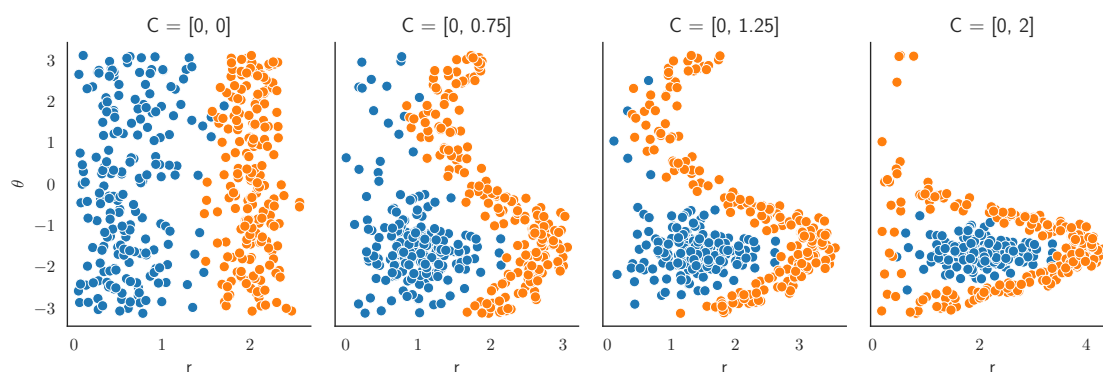 C = [0, 0]
C = [0, 0.75]
C = [0, 1.25]
C = [0, 2]
θ
3
2
1
0
−1
−2
−3
0 1 2
0 1 2 3
0 1 2 3
0 2 4
r
r
r
r